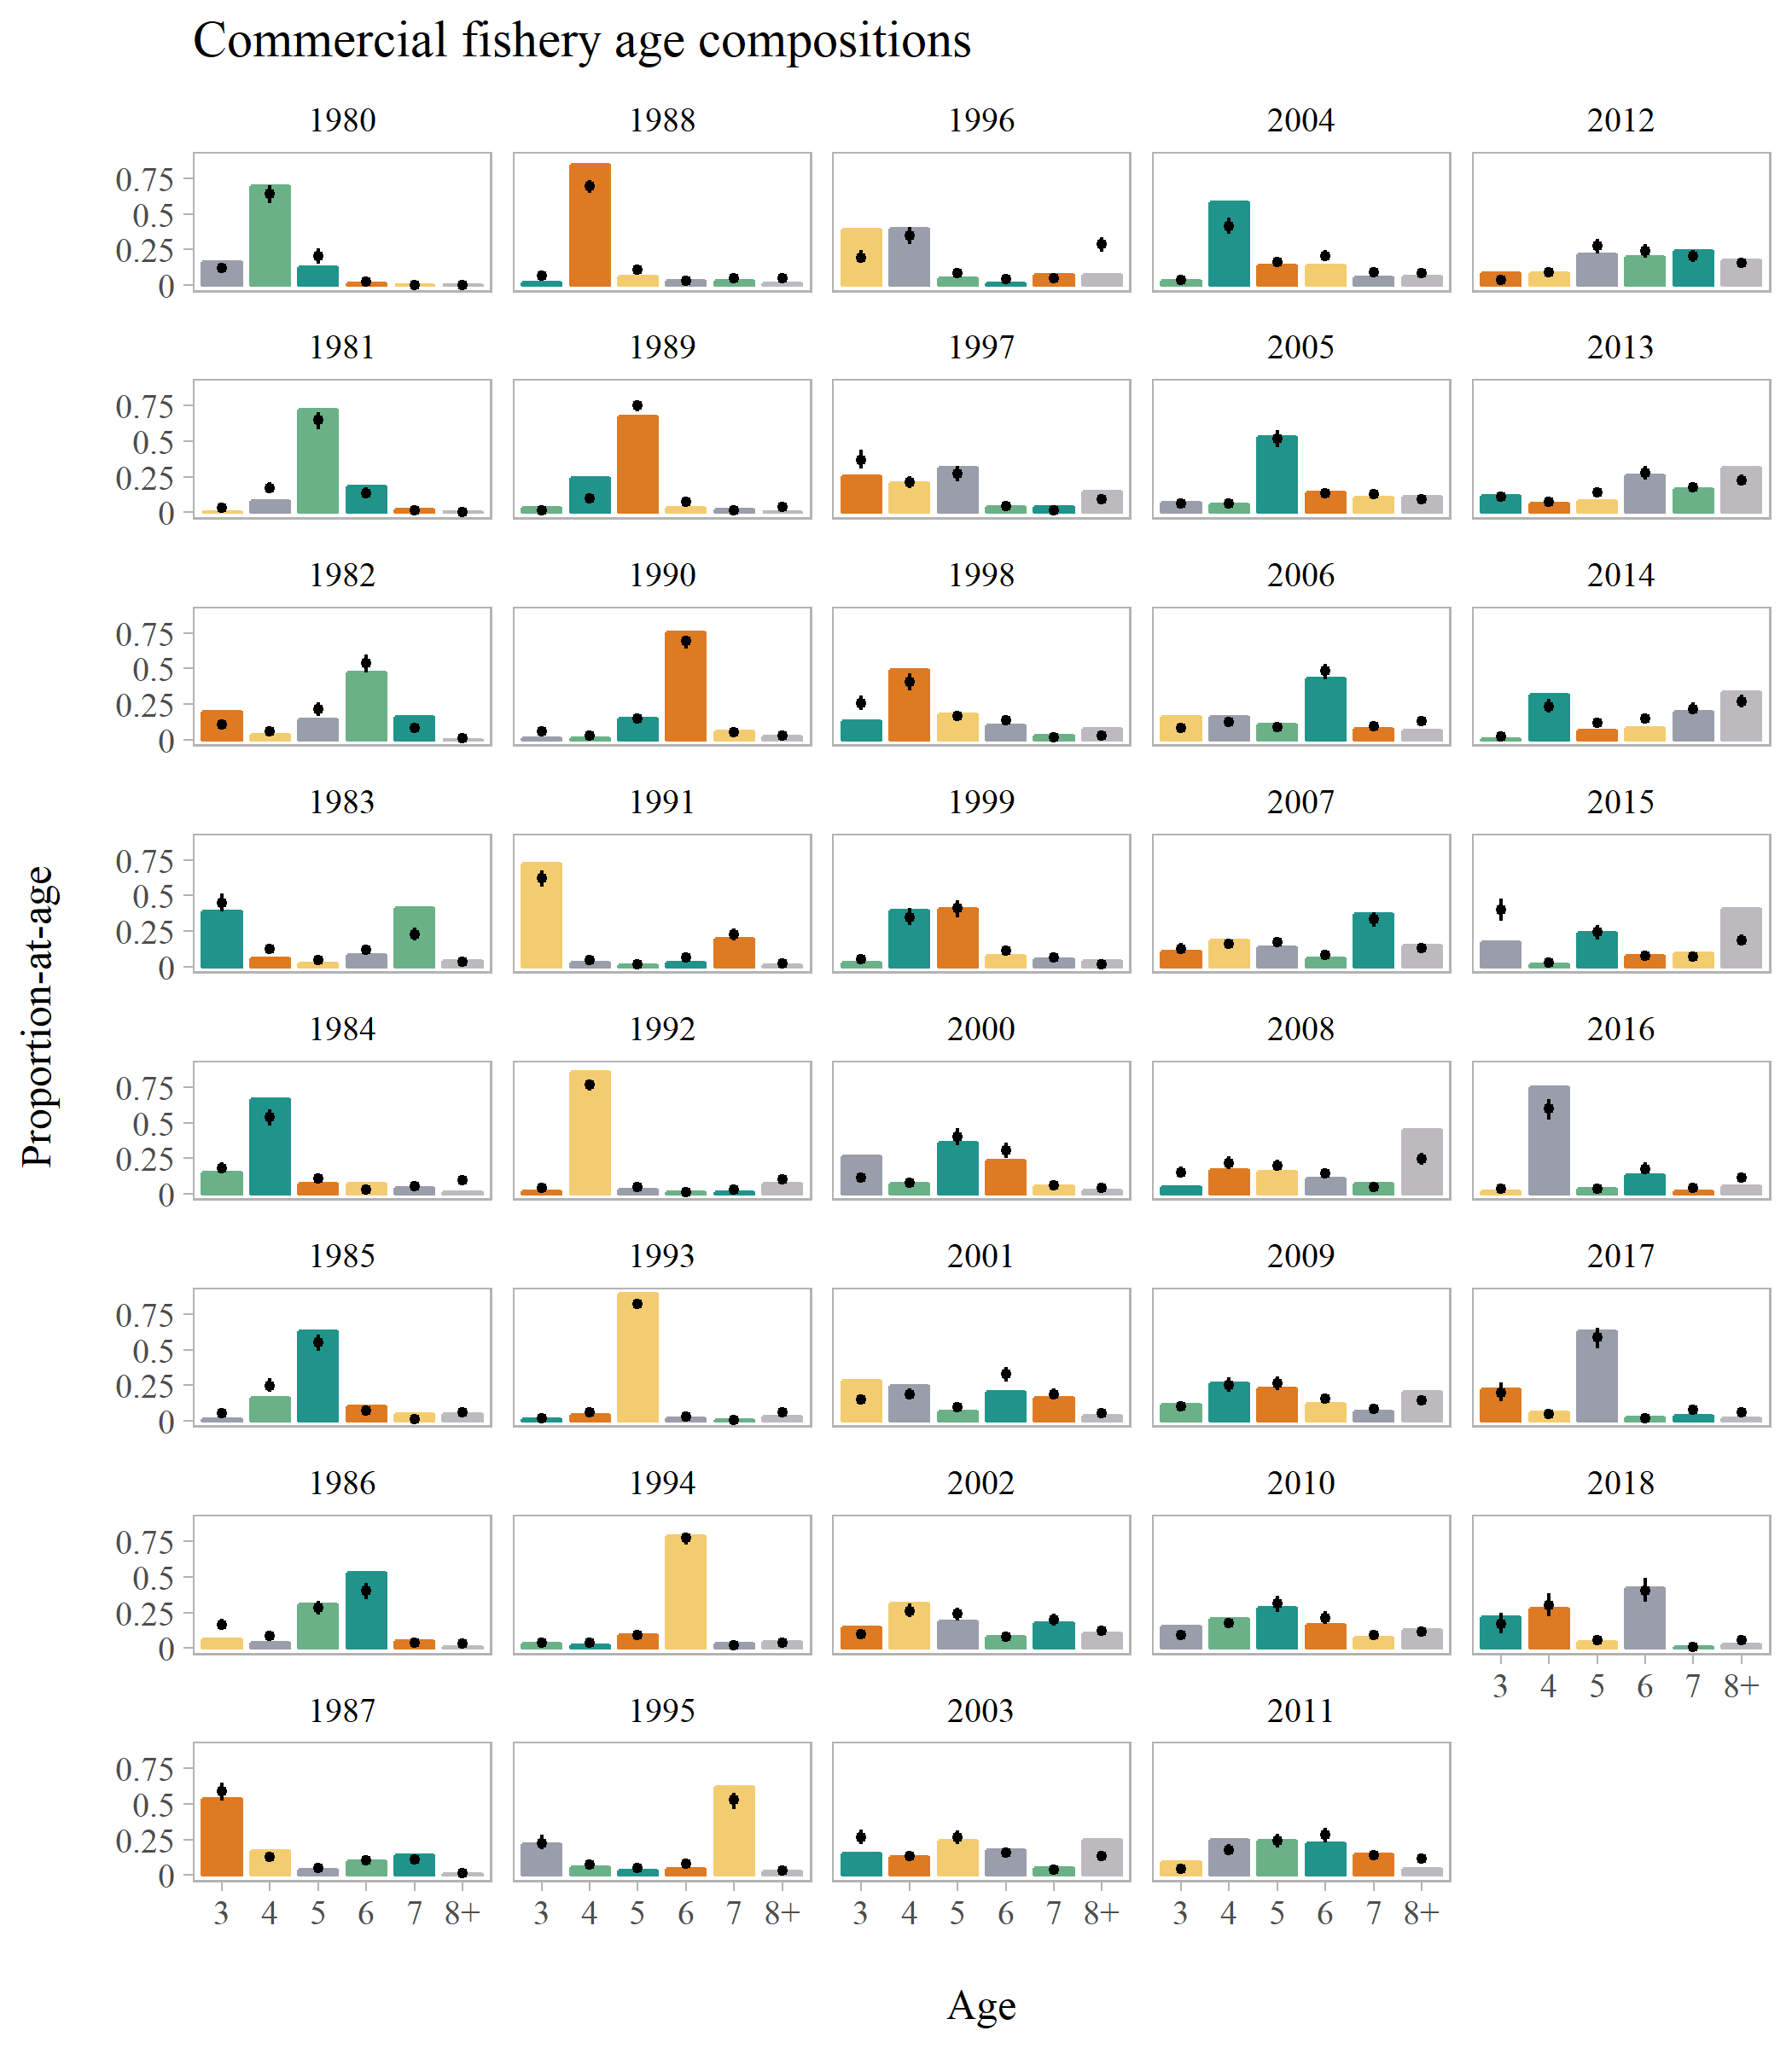 Commercial fishery age compositions
1980 1988 1996 2004 2012
0.75
0.5
0.25
0
1981 1989 1997 2005 2013
0.75
0.5
0.25
0
1982 1990 1998 2006 2014
0.75
0.5
0.25
0
1983 1991 1999 2007 2015
0.75
0.5
0.25
0
Proportion-at-age
1984 1992 2000 2008 2016
0.75
0.5
0.25
0
1985 1993 2001 2009 2017
0.75
0.5
0.25
0
1986 1994 2002 2010 2018
0.75
0.5
0.25
0
3 4 5 6 7 8+
1987 1995 2003 2011
0.75
0.5
0.25
0
3 4 5 6 7 8+ 3 4 5 6 7 8+ 3 4 5 6 7 8+ 3 4 5 6 7 8+
Age